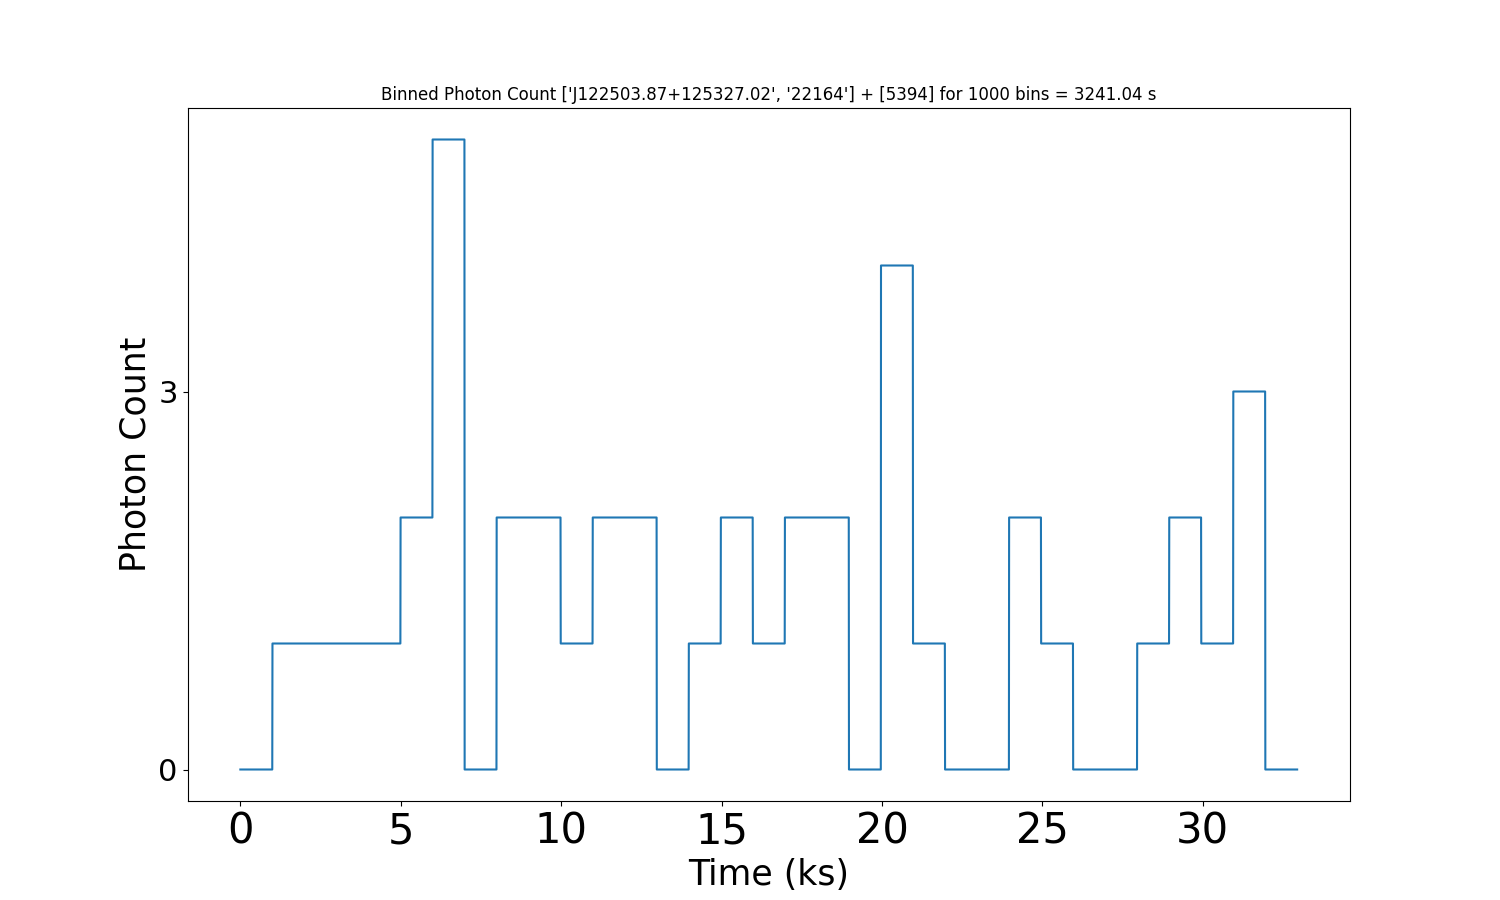 Binned Photon Count ['J122503.87+125327.02', '22164'] + [5394] for 1000 bins = 3241.04 s
Photon Count
3
0
0 5 10 15 20 25 30
Time (ks)